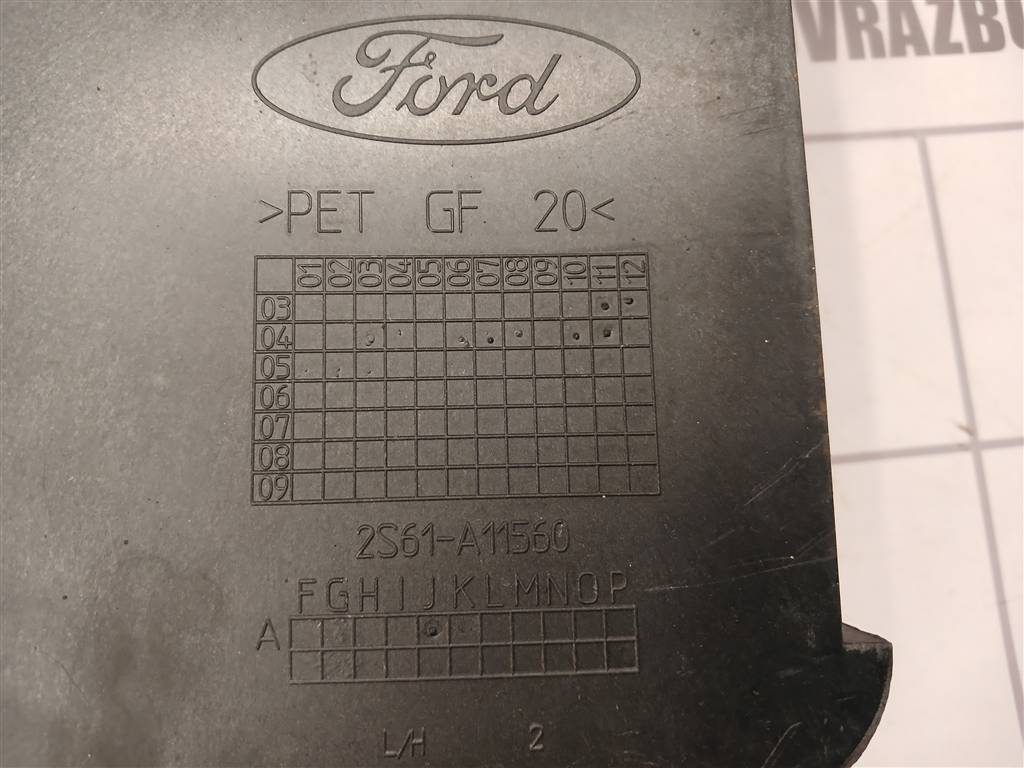 VRAZBO
Ford
>PET GF 20<
01 02 03 04 05 06 07 08 09 10 11 12
03
04
05
06
07
08
09
2S61-A11560
FGHIJKLMNOP
A
L/H 2